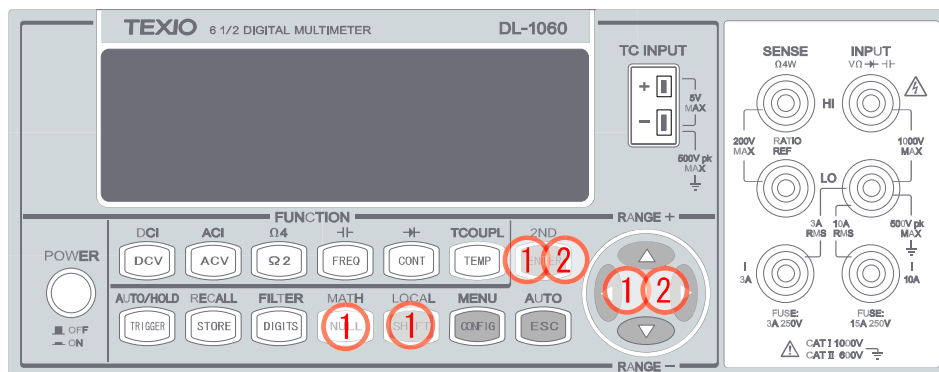 TEXIO 6 1/2 DIGITAL MULTIMETER DL-1060
TC INPUT
+
−
5V
MAX
500V pk
MAX
SENSE
Ω4W
INPUT
VΩ
HI
200V
MAX
RATIO
REF
1000V
MAX
LO
3A
RMS
10A
RMS
500V pk
MAX
I
3A
I
10A
FUSE:
3A 250V
FUSE:
15A 250V
CAT I 1000V
CAT II 600V
POWER
OFF
ON
FUNCTION
DCI ACI Ω4 TCOUPL 2ND
DCV ACV Ω2 FREQ CONT TEMP ENTER
1 2
AUTO/HOLD RECALL FILTER MATH LOCAL MENU AUTO
TRIGGER STORE DIGITS NULL SHIFT CONFIG ESC
1 1
RANGE +
1 2
RANGE −